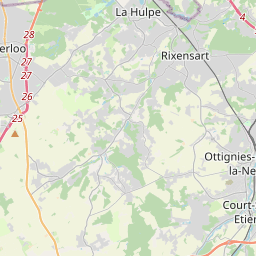 La Hulpe
28
4
erloo
27
Rixensart
27
26
25
Ottignies-
la-Ne
Court-
Etien